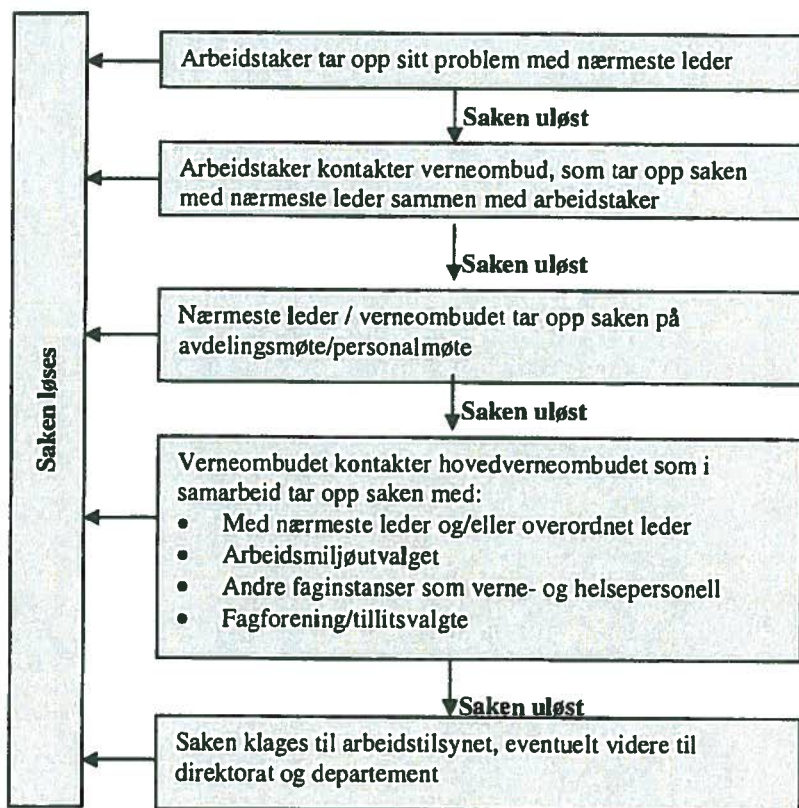 Saken løses
Arbeidstaker tar opp sitt problem med nærmeste leder
Saken uløst
Arbeidstaker kontakter verneombud, som tar opp saken
med nærmeste leder sammen med arbeidstaker
Saken uløst
Nærmeste leder / verneombudet tar opp saken på
avdelingsmøte/personalmøte
Saken uløst
Verneombudet kontakter hovedverneombudet som i
samarbeid tar opp saken med:
• Med nærmeste leder og/eller overordnet leder
• Arbeidsmiljøutvalget
• Andre faginstanser som verne- og helsepersonell
• Fagforening/tillitsvalgte
Saken uløst
Saken klages til arbeidstilsynet, eventuelt videre til
direktorat og departement